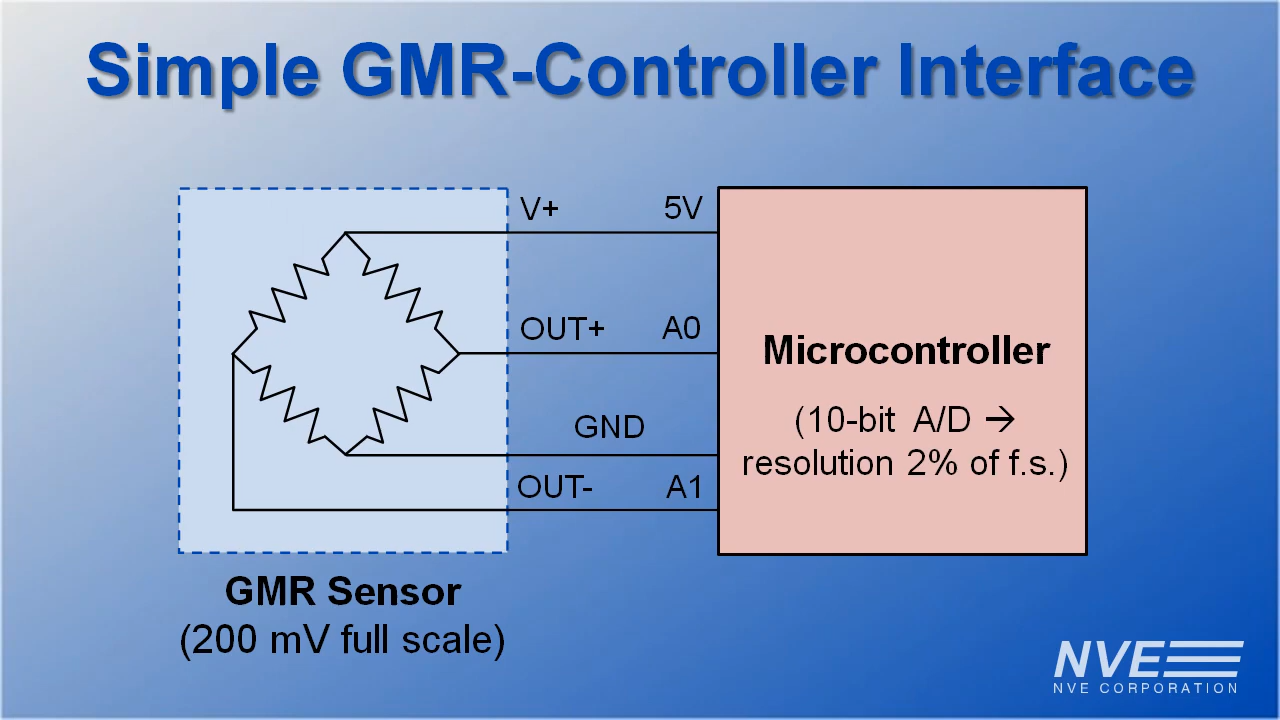 Simple GMR-Controller Interface
V+ 5V
OUT+ A0
GND
OUT- A1
Microcontroller
(10-bit A/D →
resolution 2% of f.s.)
GMR Sensor
(200 mV full scale)
NVE
NVE CORPORATION